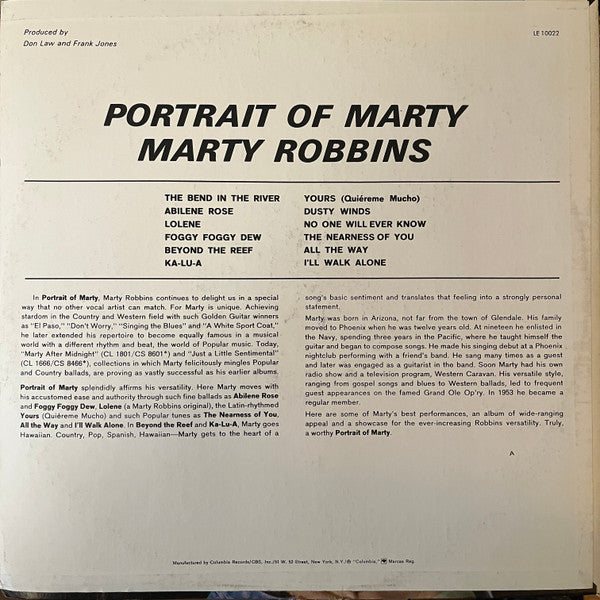 Produced by
Don Law and Frank Jones
LE 10022
PORTRAIT OF MARTY
MARTY ROBBINS
THE BEND IN THE RIVER
ABILENE ROSE
LOLENE
FOGGY FOGGY DEW
BEYOND THE REEF
KA-LU-A
YOURS (Quiéreme Mucho)
DUSTY WINDS
NO ONE WILL EVER KNOW
THE NEARNESS OF YOU
ALL THE WAY
I'LL WALK ALONE
In Portrait of Marty, Marty Robbins continues to delight us in a special
way that no other vocal artist can match. For Marty is unique. Achieving
stardom in the Country and Western field with such Golden Guitar winners
as "El Paso," "Don't Worry," "Singing the Blues" and "A White Sport Coat,"
he later extended his repertoire to become equally famous in a musical
world with a different rhythm and beat, the world of Popular music. Today,
"Marty After Midnight" (CL 1801/CS 8601*) and "Just a Little Sentimental"
(CL 1666/CS 8466*), collections in which Marty felicitously mingles Popular
and Country ballads, are proving as vastly successful as his earlier albums.
Portrait of Marty splendidly affirms his versatility. Here Marty moves with
his accustomed ease and authority through such fine ballads as Abilene Rose
and Foggy Foggy Dew, Lolene (a Marty Robbins original), the Latin-rhythmed
Yours (Quiéreme Mucho) and such Popular tunes as The Nearness of You,
All the Way and I'll Walk Alone. In Beyond the Reef and Ka-Lu-A, Marty goes
Hawaiian. Country, Pop, Spanish, Hawaiian—Marty gets to the heart of a
song's basic sentiment and translates that feeling into a strongly personal
statement.
Marty was born in Arizona, not far from the town of Glendale. His family
moved to Phoenix when he was twelve years old. At nineteen he enlisted in
the Navy, spending three years in the Pacific, where he taught himself the
guitar and began to compose songs. He made his singing debut at a Phoenix
nightclub performing with a friend's band. He sang many times as a guest
and later was engaged as a guitarist in the band. Soon Marty had his own
radio show and a television program, Western Caravan. His versatile style,
ranging from gospel songs and blues to Western ballads, led to frequent
guest appearances on the famed Grand Ole Op'ry. In 1953 he became a
regular member.
Here are some of Marty's best performances, an album of wide-ranging
appeal and a showcase for the ever-increasing Robbins versatility. Truly,
a worthy Portrait of Marty.
A
Manufactured by Columbia Records/CBS, Inc./51 W. 52 Street, New York, N.Y./® "Columbia," Marcas Reg.